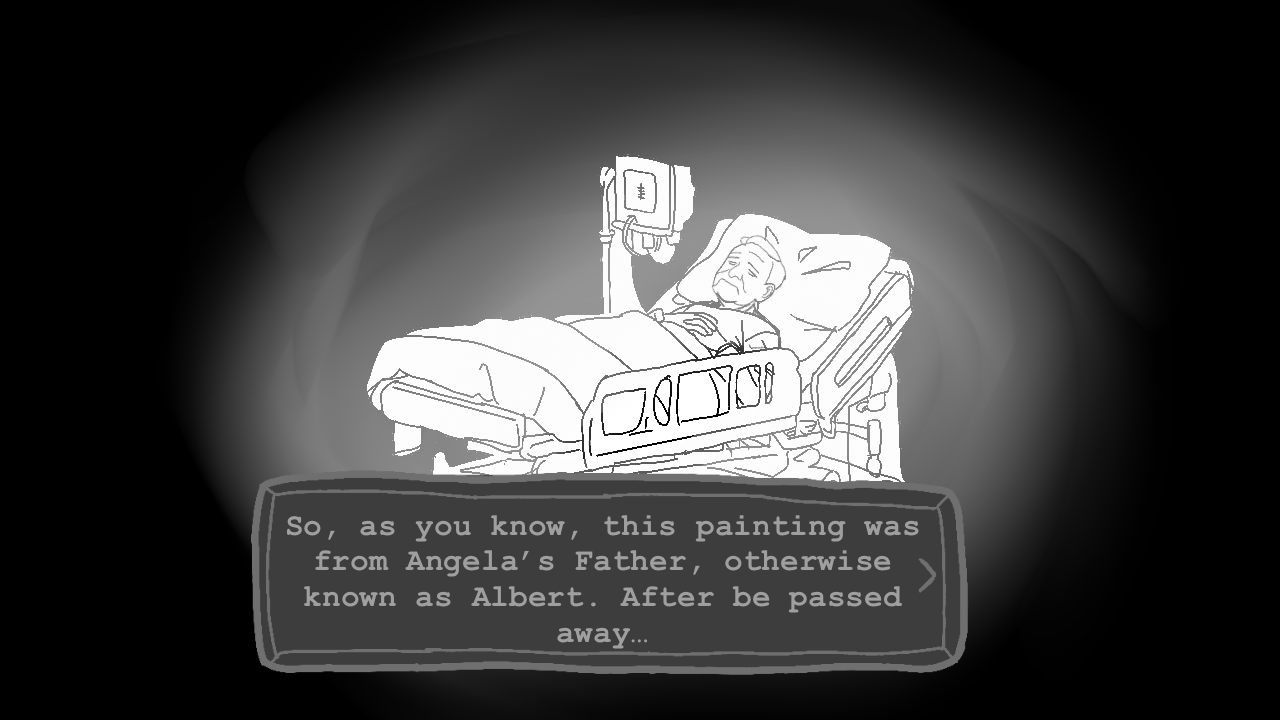 So, as you know, this painting was
from Angela’s Father, otherwise
known as Albert. After be passed
away…